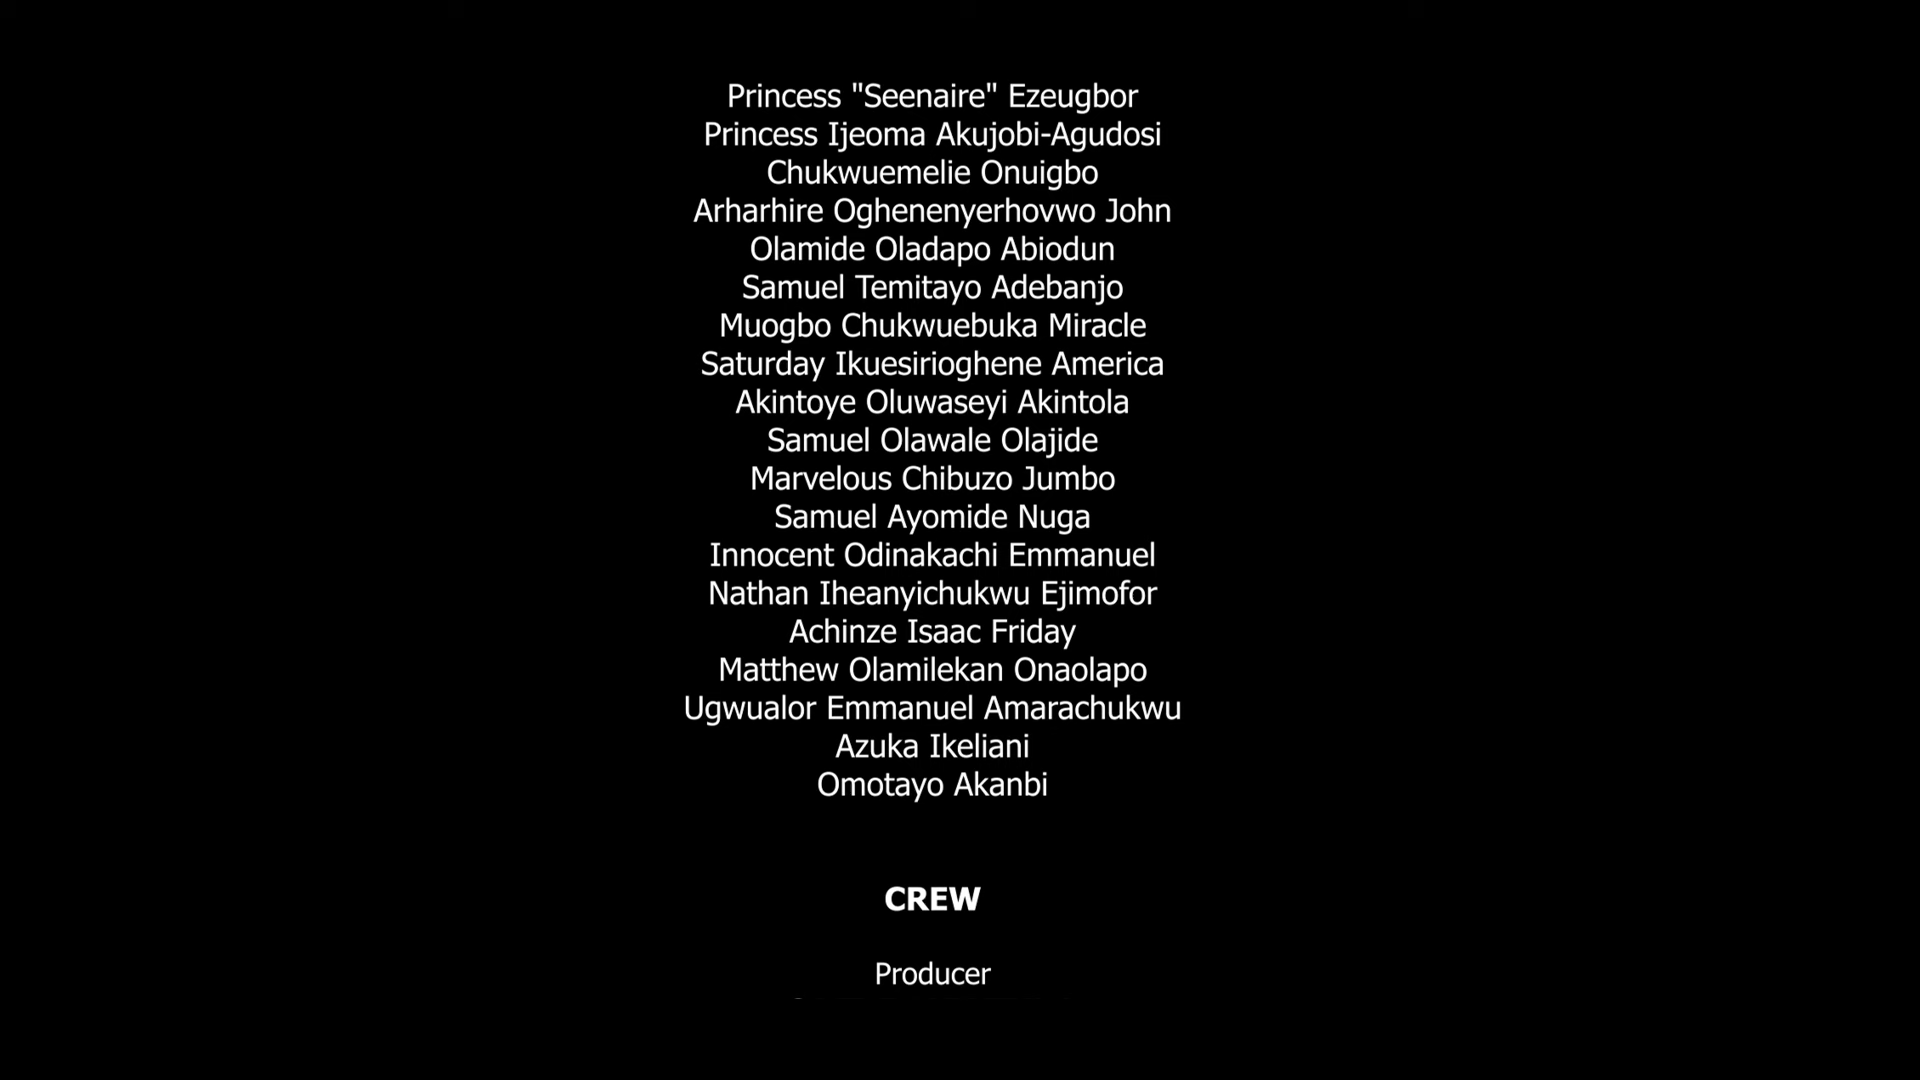 Princess "Seenaire" Ezeugbor
Princess Ijeoma Akujobi-Agudosi
Chukwuemelie Onuigbo
Arharhire Oghenenyerhovwo John
Olamide Oladapo Abiodun
Samuel Temitayo Adebanjo
Muogbo Chukwuebuka Miracle
Saturday Ikuesirioghene America
Akintoye Oluwaseyi Akintola
Samuel Olawale Olajide
Marvelous Chibuzo Jumbo
Samuel Ayomide Nuga
Innocent Odinakachi Emmanuel
Nathan Iheanyichukwu Ejimofor
Achinze Isaac Friday
Matthew Olamilekan Onaolapo
Ugwualor Emmanuel Amarachukwu
Azuka Ikeliani
Omotayo Akanbi
CREW
Producer